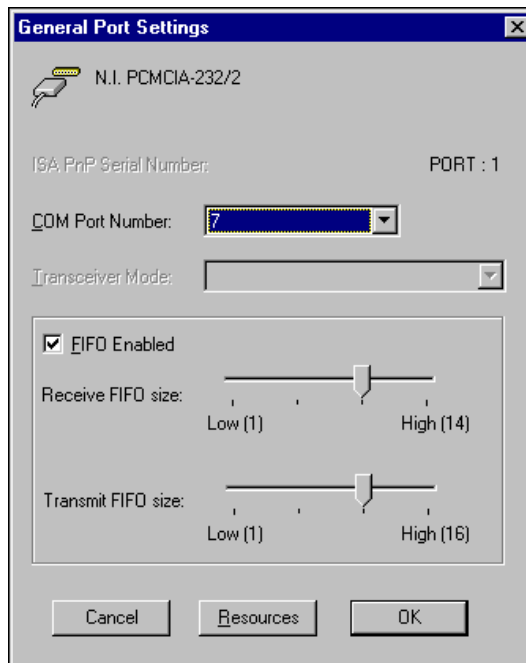 General Port Settings
N.I. PCMCIA-232/2
ISA PnP Serial Number:
PORT : 1
COM Port Number:
7
Transceiver Mode:
FIFO Enabled
Receive FIFO size:
Low (1)
High (14)
Transmit FIFO size:
Low (1)
High (16)
Cancel
Resources
OK